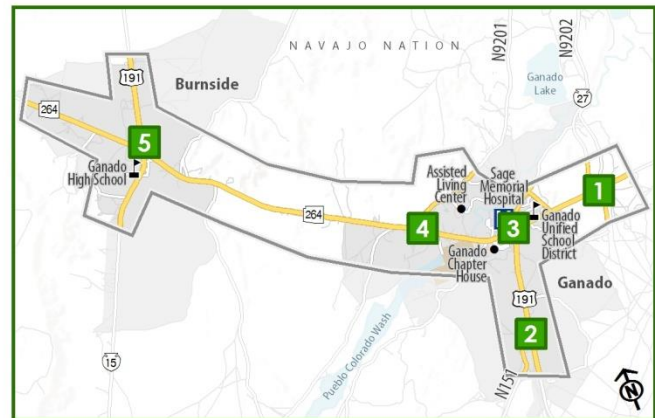 NAVAJO NATION
N9201
N9202
191
Burnside
Ganado
Lake
27
264
5
Ganado
High School
Assisted
Living
Center
Sage
Memorial
Hospital
1
264
4
3
Ganado
Unified
School
District
Ganado
Chapter
House
Ganado
191
2
Pueblo Colorado Wash
15
N151
N